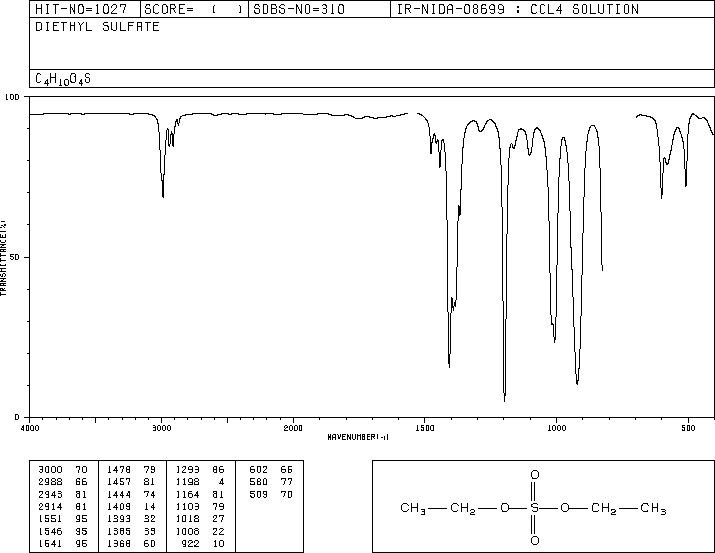 HIT-NO=1027 SCORE= ( ) SDBS-NO=310 IR-NIDA-08699 : CCL4 SOLUTION
DIETHYL SULFATE
C4H10O4S
100
50
0
TRANSMITTANCE(%)
4000 3000 2000 1500 1000 500
WAVENUMBER(-1)
3000 70 1478 79 1293 86 602 66
2988 66 1457 81 1198 4 580 77
2943 81 1444 74 1164 81 509 70
2914 81 1409 14 1103 79
1551 95 1393 32 1018 27
1546 95 1385 39 1008 22
1541 95 1368 60 922 10
O
CH3 CH2 O S O CH2 CH3
O